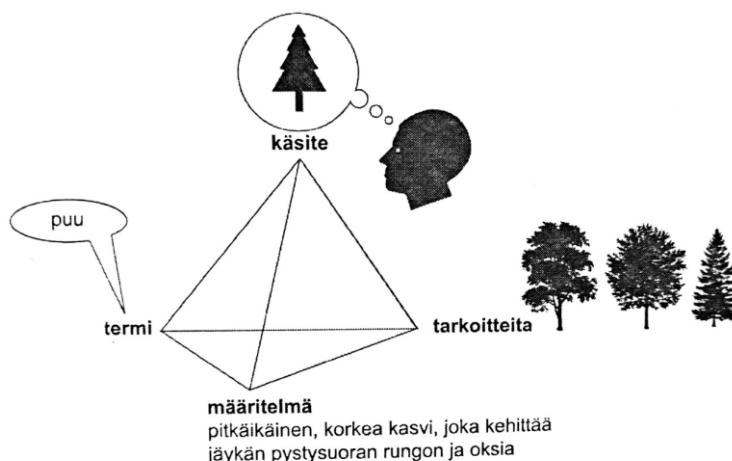 käsite
puu
termi
tarkoitteita
määritelmä
pitkäikäinen, korkea kasvi, joka kehittää
jäykän pystysuoran rungon ja oksia